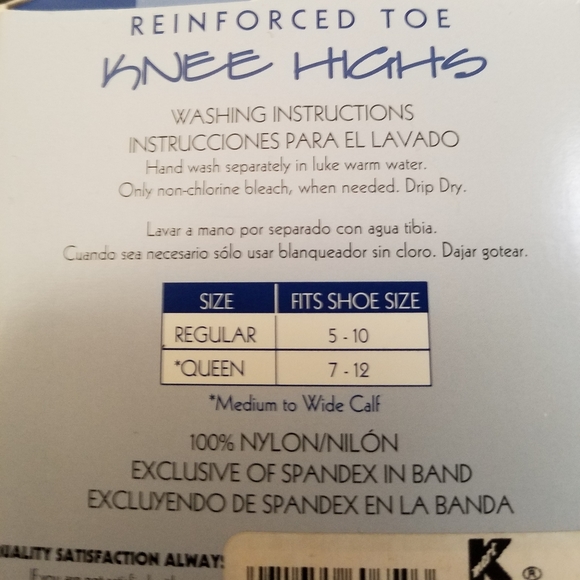 REINFORCED TOE
KNEE HIGHS
WASHING INSTRUCTIONS
INSTRUCCIONES PARA EL LAVADO
Hand wash separately in luke warm water.
Only non-chlorine bleach, when needed. Drip Dry.
Lavar a mano por separado con agua tibia.
Cuando sea necesario sólo usar blanqueador sin cloro. Dajar gotear.
SIZE FITS SHOE SIZE
REGULAR 5 - 10
*QUEEN 7 - 12
*Medium to Wide Calf
100% NYLON/NILÓN
EXCLUSIVE OF SPANDEX IN BAND
EXCLUYENDO DE SPANDEX EN LA BANDA
SATISFACTION ALWAYS
K ®